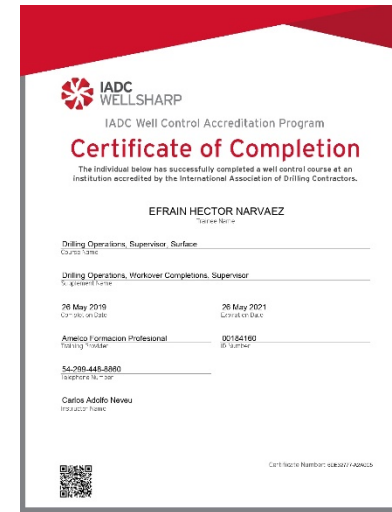 IADC
WELLSHARP
IADC Well Control Accreditation Program
Certificate of Completion
The individual below has successfully completed a well control course at an
institution accredited by the International Association of Drilling Contractors.
EFRAIN HECTOR NARVAEZ
Trainee Name
Drilling Operations, Supervisor, Surface
Course Name
Drilling Operations, Workover Completions, Supervisor
Supplement Name
26 May 2019 26 May 2021
Completion Date Expiration Date
Amelco Formacion Profesional 00184160
Training Provider ID Number
54-299-448-8860
Telephone Number
Carlos Adolfo Neveu
Instructor Name
Certificate Number: